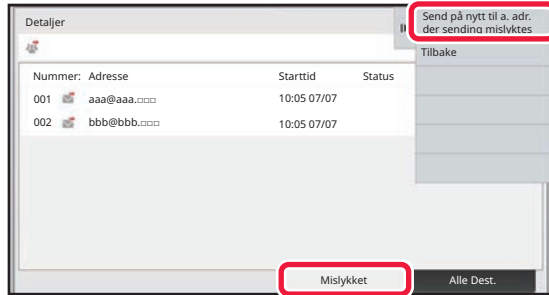 Detaljer
Send på nytt til a. adr.
der sending mislyktes
Tilbake
Nummer: Adresse Starttid Status
001 aaa@aaa.□□□ 10:05 07/07
002 bbb@bbb.□□□ 10:05 07/07
Mislykket Alle Dest.